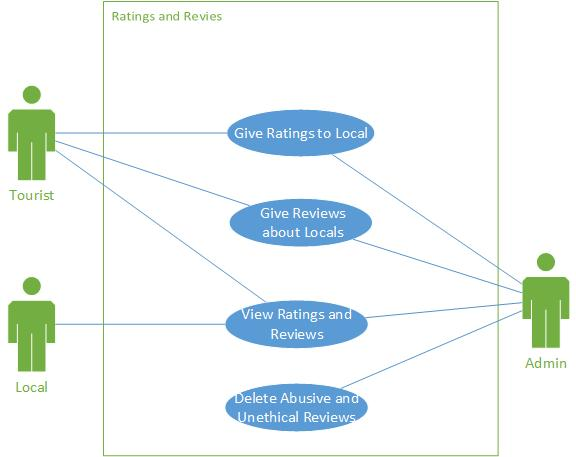 Ratings and Revies
Give Ratings to Local
Tourist
Give Reviews
about Locals
View Ratings and
Reviews
Admin
Local
Delete Abusive and
Unethical Reviews